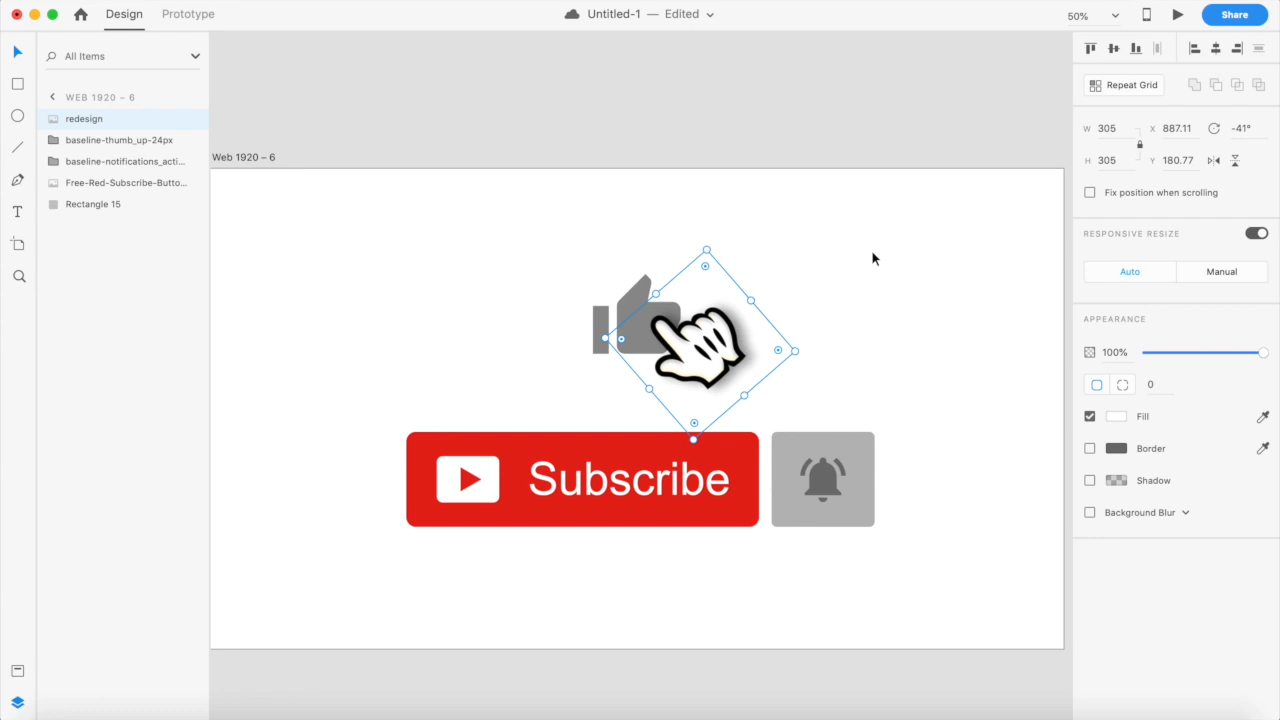 Design Prototype Untitled-1 — Edited 50% Share
All Items
WEB 1920 – 6
redesign
baseline-thumb_up-24px
baseline-notifications_acti...
Free-Red-Subscribe-Butto...
Rectangle 15
Web 1920 – 6
Subscribe
Repeat Grid
W 305 X 887.11 -41°
H 305 Y 180.77
Fix position when scrolling
RESPONSIVE RESIZE
Auto Manual
APPEARANCE
100%
0
Fill
Border
Shadow
Background Blur